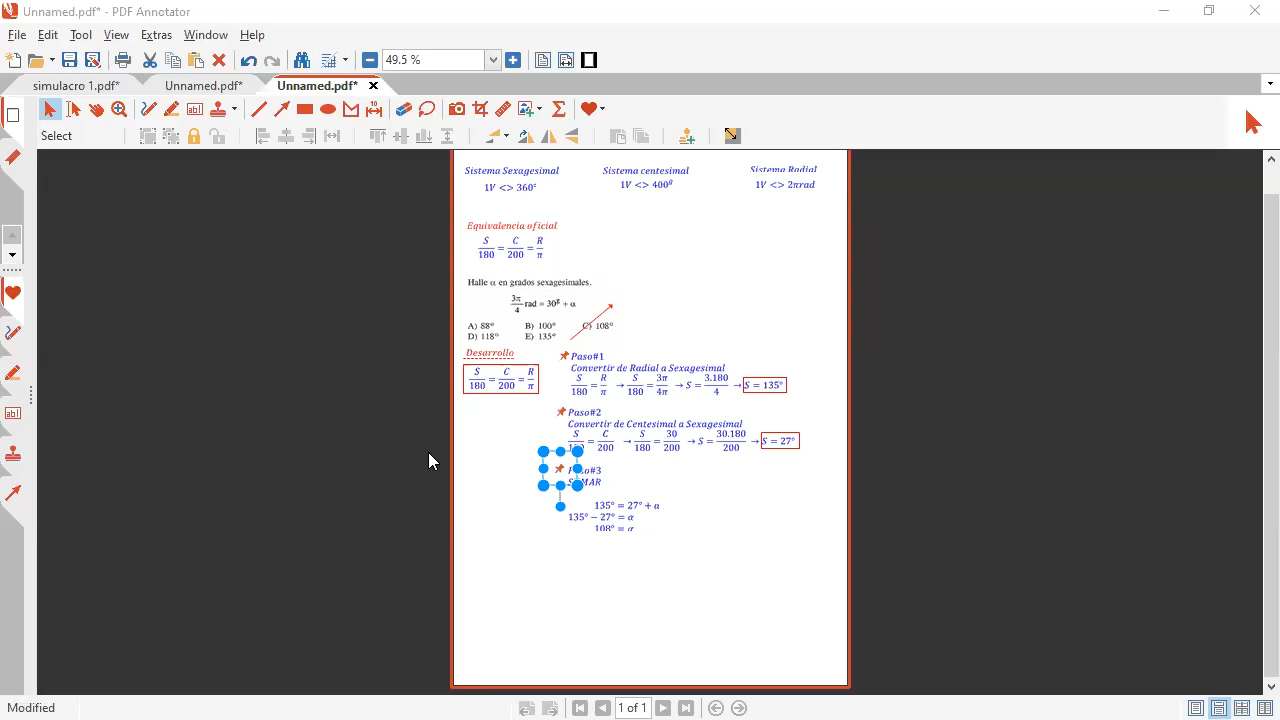 Unnamed.pdf* - PDF Annotator
File Edit Tool View Extras Window Help
49.5 %
simulacro 1.pdf* Unnamed.pdf* Unnamed.pdf*
Select
Sistema Sexagesimal Sistema centesimal Sistema Radial
1V <> 360° 1V <> 400^g 1V <> 2πrad
Equivalencia oficial
S/180 = C/200 = R/π
Halle α en grados sexagesimales.
3π/4 rad = 30^g + α
A) 88° B) 100° C) 108°
D) 118° E) 135°
Desarrollo
S/180 = C/200 = R/π
Paso#1
Convertir de Radial a Sexagesimal
S/180 = R/π → S/180 = 3π/4π → S = 3.180/4 → S = 135°
Paso#2
Convertir de Centesimal a Sexagesimal
S/180 = C/200 → S/180 = 30/200 → S = 30.180/200 → S = 27°
Paso#3
SUMAR
135° = 27° + α
135° − 27° = α
108° = α
Modified
1 of 1